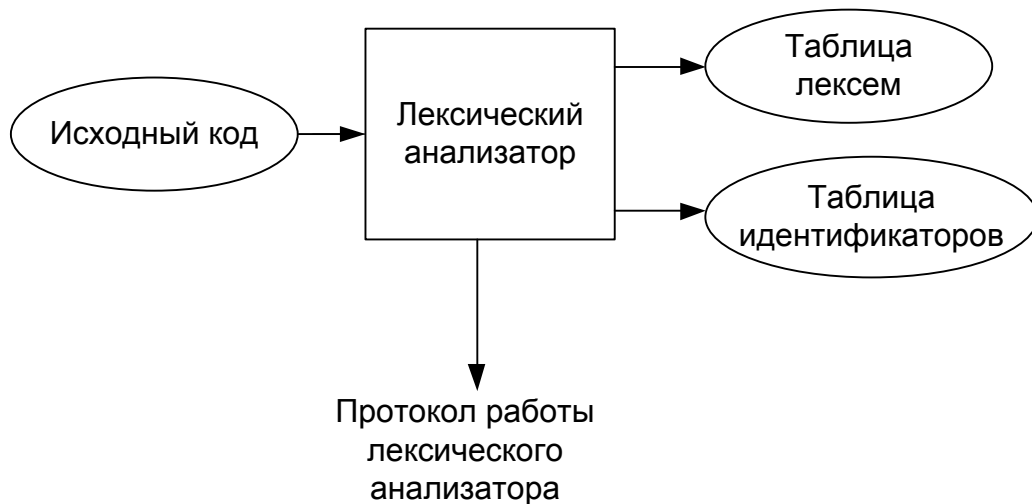 Исходный код
Лексический
анализатор
Таблица
лексем
Таблица
идентификаторов
Протокол работы
лексического
анализатора